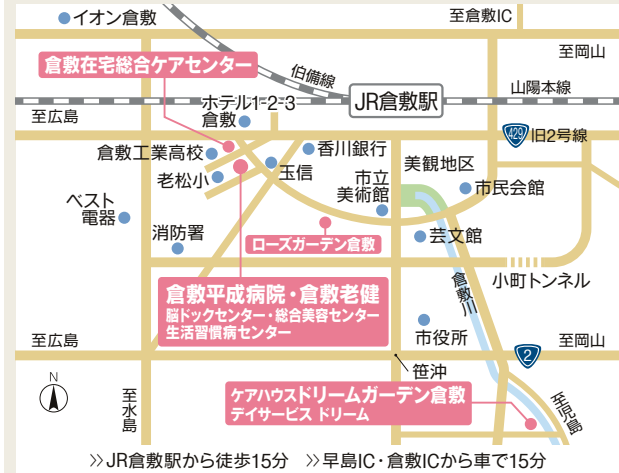 イオン倉敷
至倉敷IC
至岡山
倉敷在宅総合ケアセンター
伯備線
JR倉敷駅
山陽本線
至広島
ホテル1-2-3
倉敷
429
旧2号線
倉敷工業高校
香川銀行
美観地区
老松小
玉信
市立
美術館
市民会館
ベスト
電器
消防署
ローズガーデン倉敷
芸文館
倉敷川
小町トンネル
倉敷平成病院・倉敷老健
脳ドックセンター・総合美容センター
生活習慣病センター
市役所
至広島
2
至岡山
笹沖
N
至水島
ケアハウスドリームガーデン倉敷
デイサービス ドリーム
至児島
≫JR倉敷駅から徒歩15分 ≫早島IC・倉敷ICから車で15分